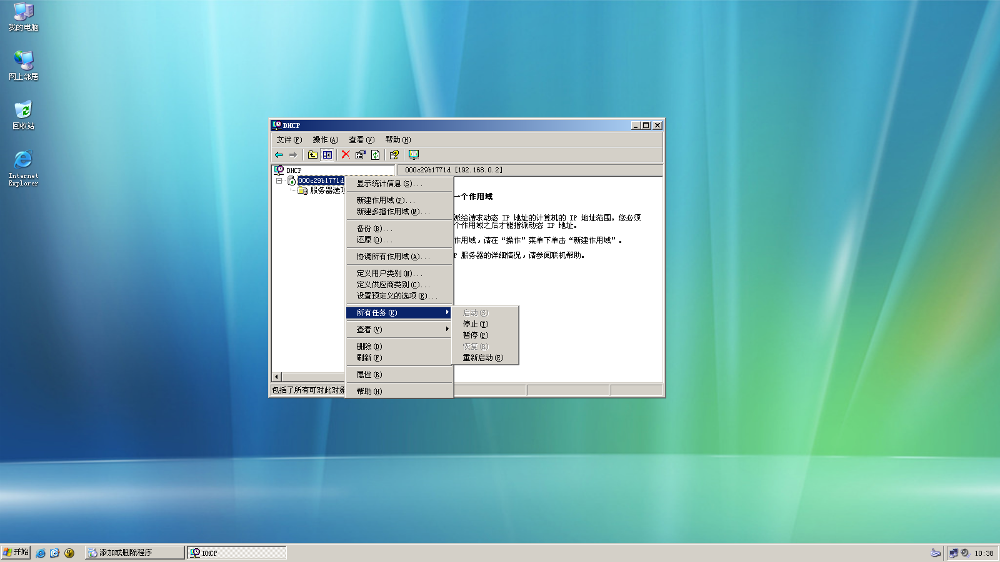 我的电脑
网上邻居
回收站
Internet
Explorer
DHCP
文件(F)
操作(A)
查看(V)
帮助(H)
DHCP
000c29b1771d [192.168.0.2]
000c29b1771d
服务器选项
显示统计信息(S)...
新建作用域(P)...
新建多播作用域(M)...
备份(B)...
还原(O)...
协调所有作用域(A)...
定义用户类别(N)...
定义供应商类别(C)...
设置预定义的选项(E)...
所有任务(K)
查看(V)
删除(D)
刷新(F)
属性(R)
帮助(H)
启动(S)
停止(T)
暂停(P)
恢复(R)
重新启动(E)
一个作用域
派给请求动态 IP 地址的计算机的 IP 地址范围。您必须
个作用域之后才能指派动态 IP 地址。
作用域，请在“操作”菜单下单击“新建作用域”。
P 服务器的详细情况，请参阅联机帮助。
包括了所有可对此对象
开始
添加或删除程序
DHCP
10:38